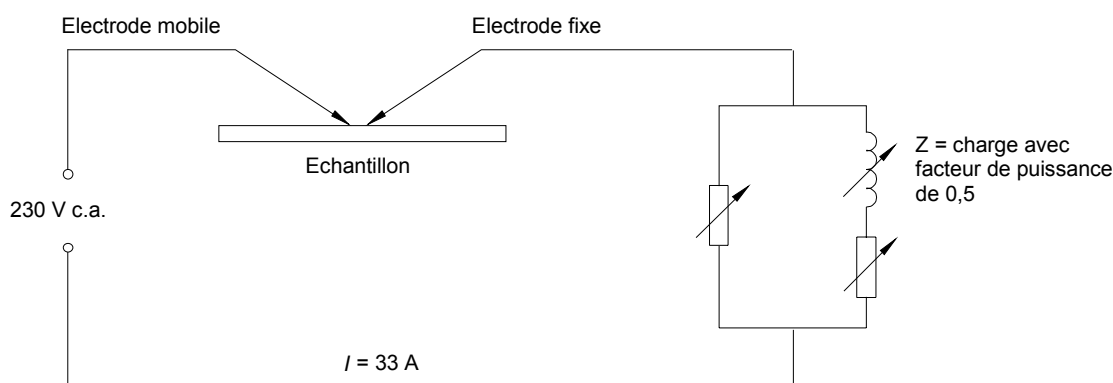 Electrode mobile
Electrode fixe
Echantillon
Z = charge avec
facteur de puissance
de 0,5
230 V c.a.
I = 33 A